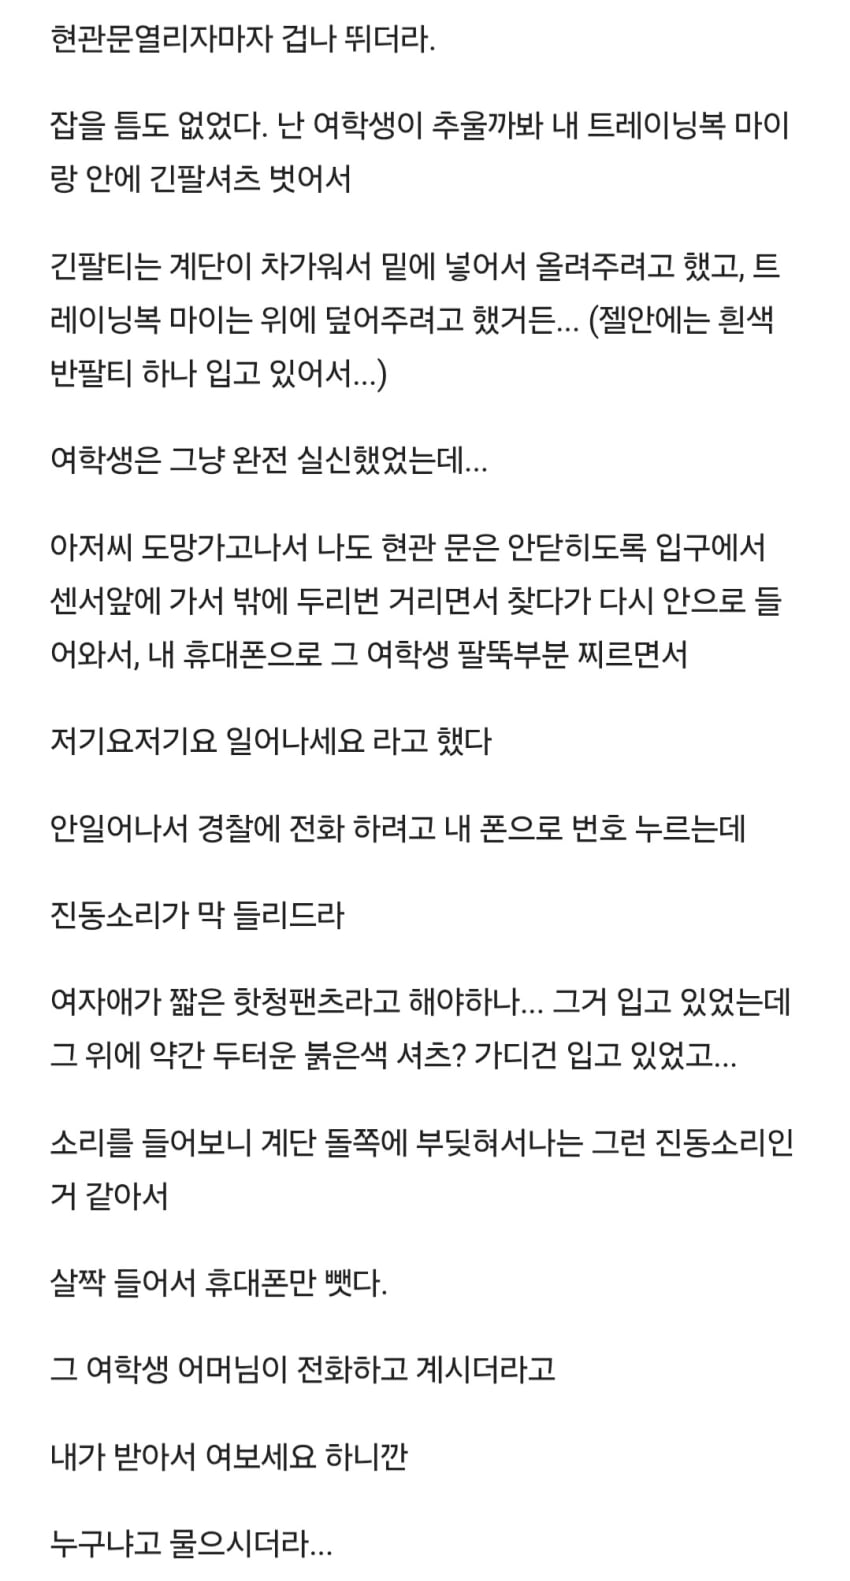 현관문열리자마자 겁나 뛰더라.
잡을 틈도 없었다. 난 여학생이 추울까봐 내 트레이닝복 마이
랑 안에 긴팔셔츠 벗어서
긴팔티는 계단이 차가워서 밑에 넣어서 올려주려고 했고, 트
레이닝복 마이는 위에 덮어주려고 했거든... (젤안에는 흰색
반팔티 하나 입고 있어서...)
여학생은 그냥 완전 실신했었는데...
아저씨 도망가고나서 나도 현관 문은 안닫히도록 입구에서
센서앞에 가서 밖에 두리번 거리면서 찾다가 다시 안으로 들
어와서, 내 휴대폰으로 그 여학생 팔뚝부분 찌르면서
저기요저기요 일어나세요 라고 했다
안일어나서 경찰에 전화 하려고 내 폰으로 번호 누르는데
진동소리가 막 들리드라
여자애가 짧은 핫청팬츠라고 해야하나... 그거 입고 있었는데
그 위에 약간 두터운 붉은색 셔츠? 가디건 입고 있었고...
소리를 들어보니 계단 돌쪽에 부딪혀서나는 그런 진동소리인
거 같아서
살짝 들어서 휴대폰만 뺏다.
그 여학생 어머님이 전화하고 계시더라고
내가 받아서 여보세요 하니깐
누구냐고 물으시더라...